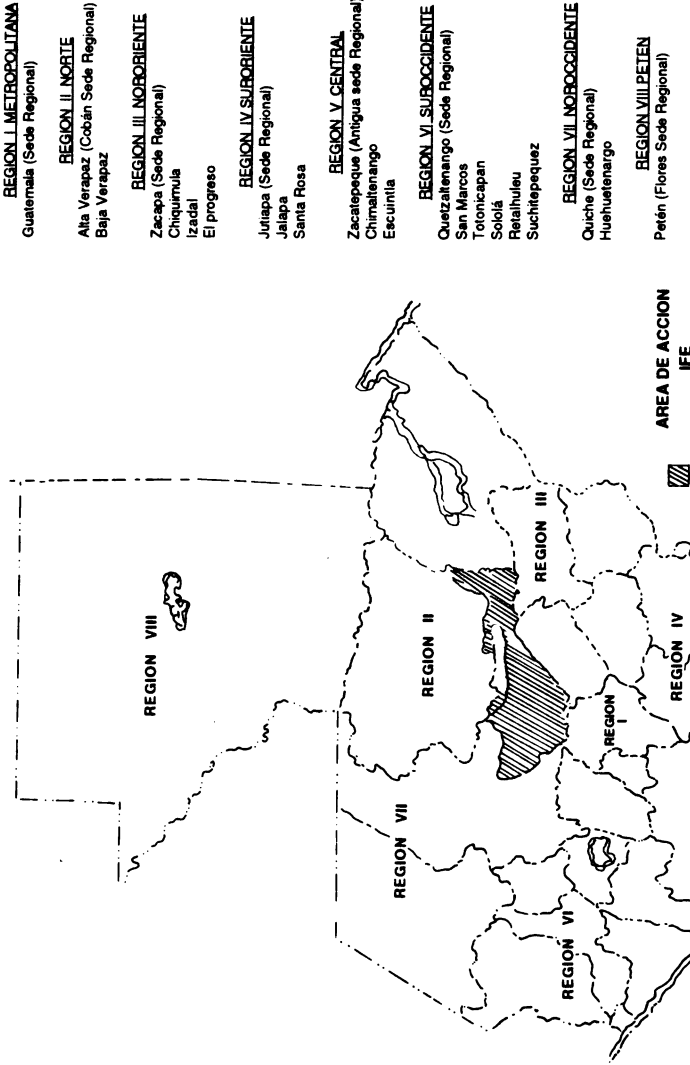 REGION I METROPOLITANA
Guatemala (Sede Regional)
REGION II NORTE
Alta Verapaz (Cobán Sede Regional)
Baja Verapaz
REGION III NORORIENTE
Zacapa (Sede Regional)
Chiquimula
Izadal
El progreso
REGION IV SURORIENTE
Jutiapa (Sede Regional)
Jalapa
Santa Rosa
REGION V CENTRAL
Zacatepeque (Antigua sede Regional)
Chimaltenango
Escuintla
REGION VI SUROCCIDENTE
Quetzaltenango (Sede Regional)
San Marcos
Totonicapan
Sololá
Retalhuleu
Suchitepequez
REGION VII NOROCCIDENTE
Quiche (Sede Regional)
Huehuetenargo
REGION VIII PETEN
Petén (Flores Sede Regional)
REGION VIII
REGION II
REGION VII
REGION III
REGION VI
REGION
I
REGION IV
AREA DE ACCION
IFE